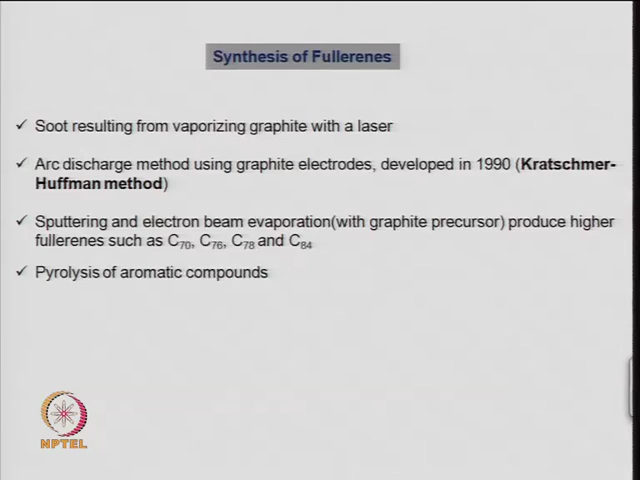 Synthesis of Fullerenes
✓ Soot resulting from vaporizing graphite with a laser
✓ Arc discharge method using graphite electrodes, developed in 1990 (Kratschmer-
Huffman method)
✓ Sputtering and electron beam evaporation(with graphite precursor) produce higher
fullerenes such as C70, C76, C78 and C84
✓ Pyrolysis of aromatic compounds
NPTEL